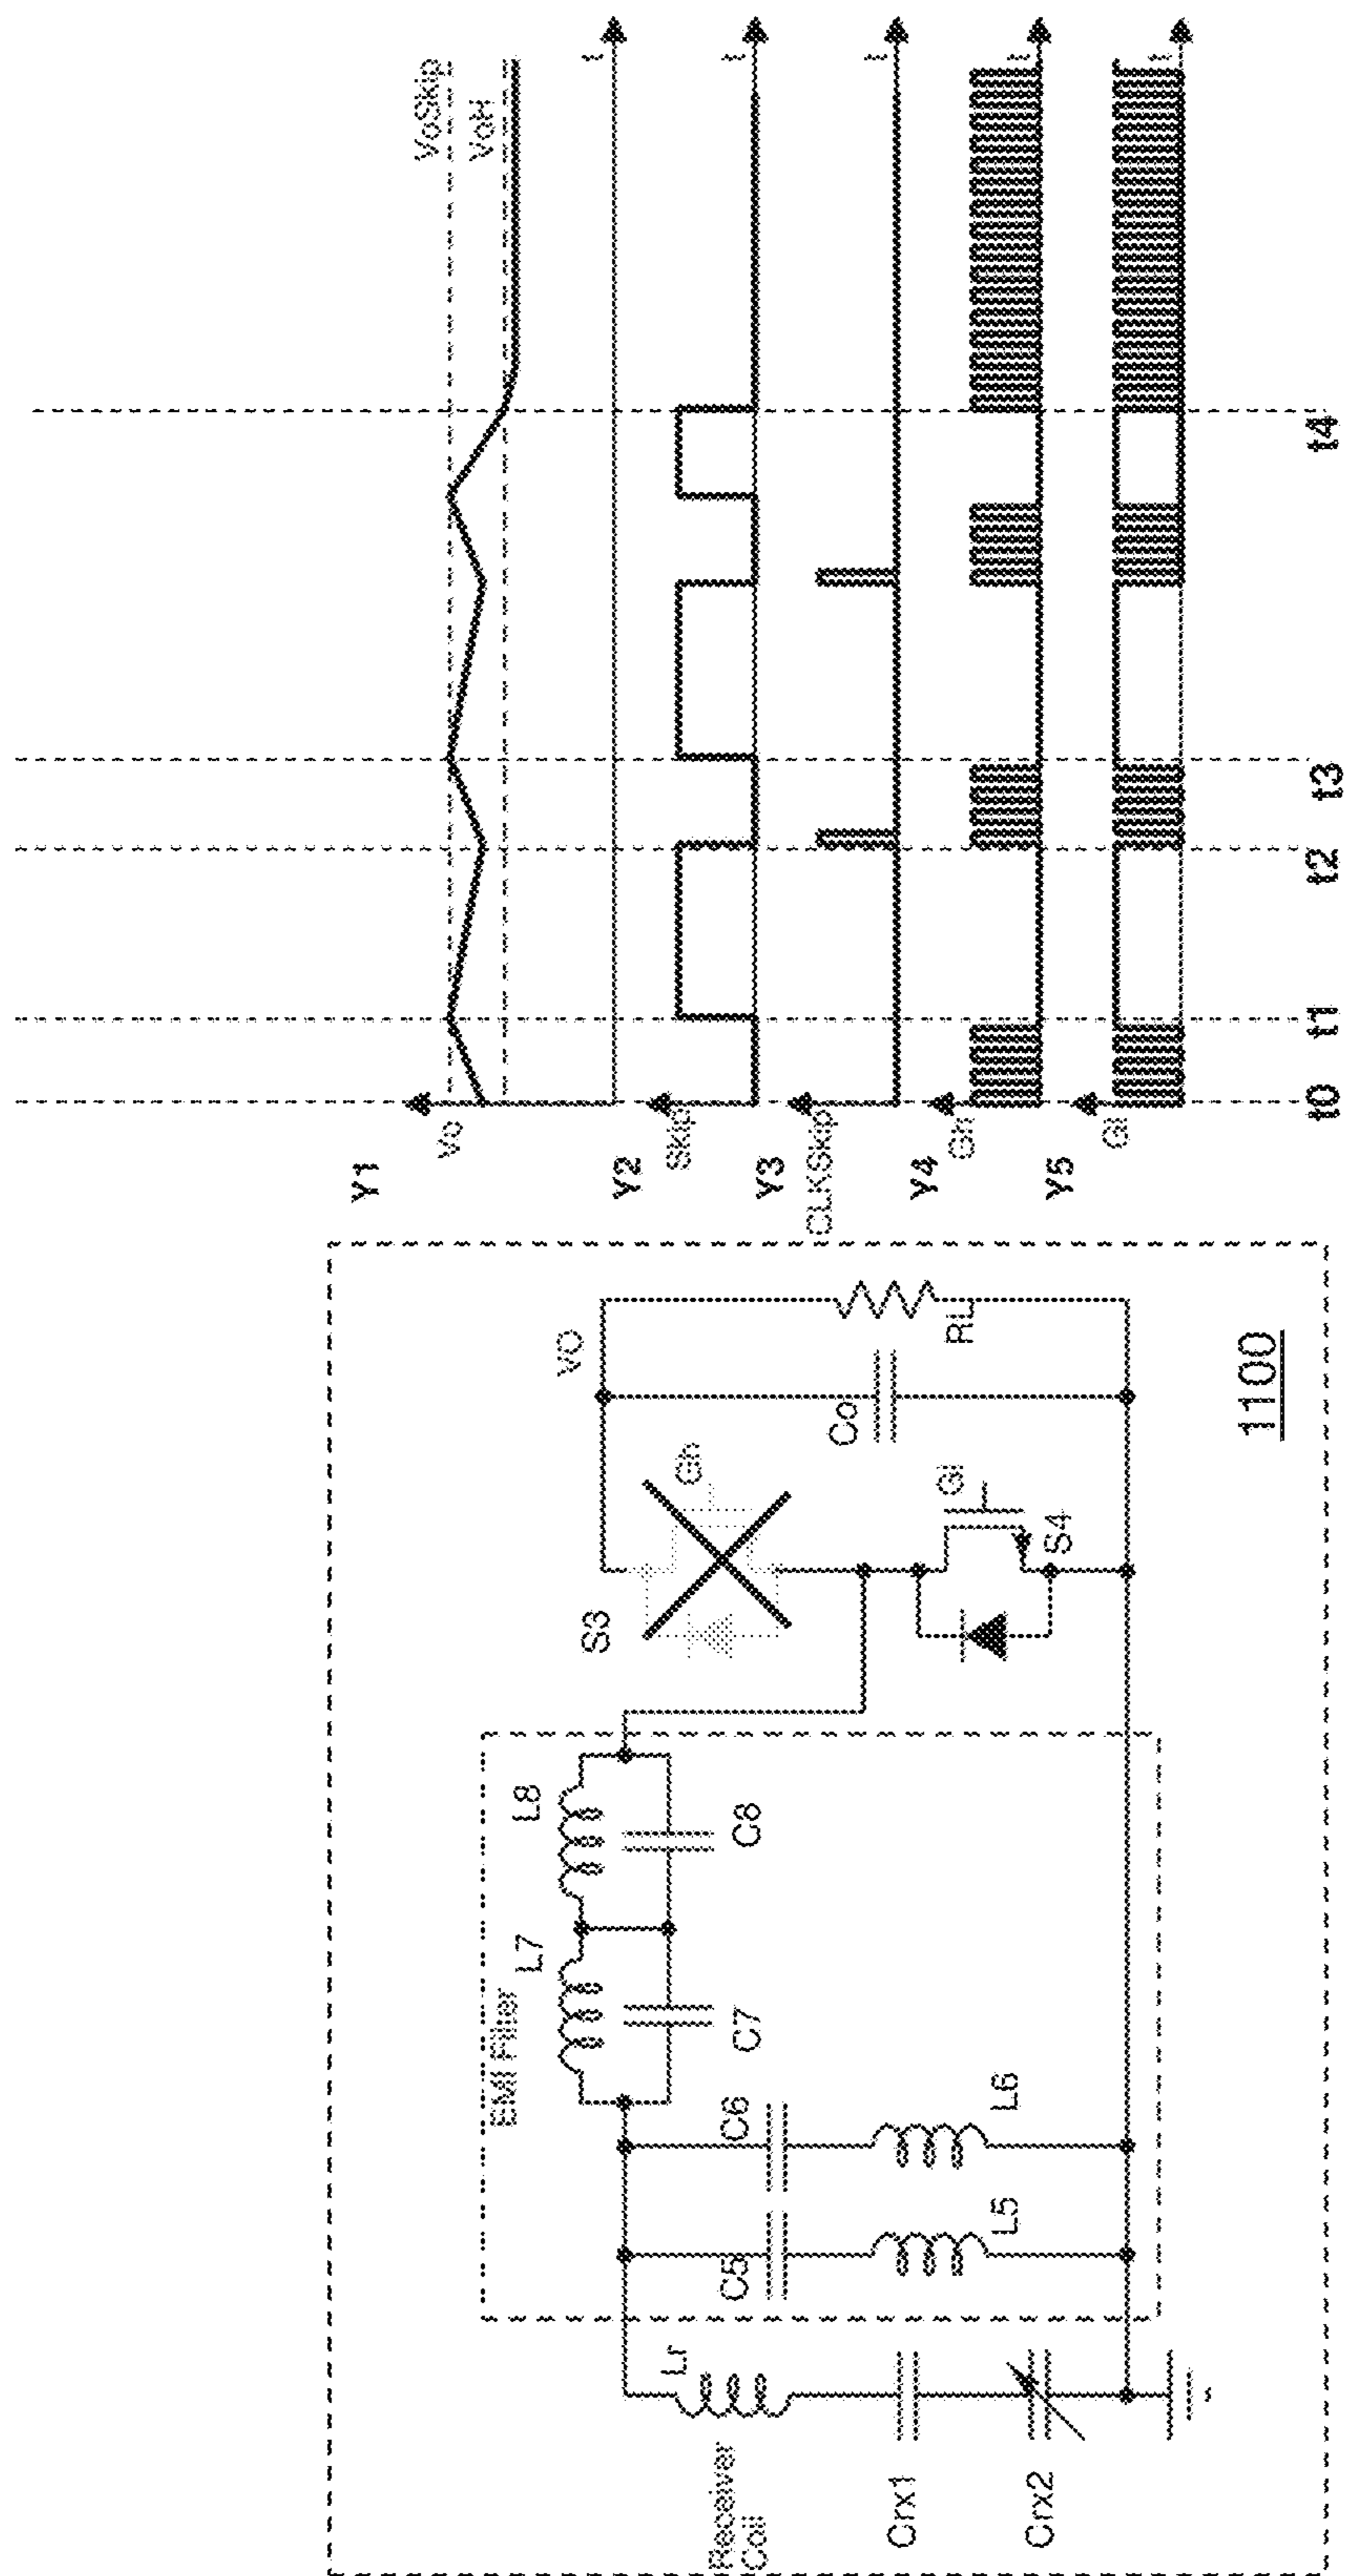 Receiver
Coil
Lr
Crx1
Crx2
EMI Filter
C5
L5
C6
L6
L7
C7
L8
C8
S3
Gh
Gl
S4
VO
Co
RL
1100
Y1
Vo
VoSkip
VoH
t
Y2
Skip
t
Y3
CLKSkip
t
Y4
Gh
t
Y5
Gl
t
t0
t1
t2
t3
t4